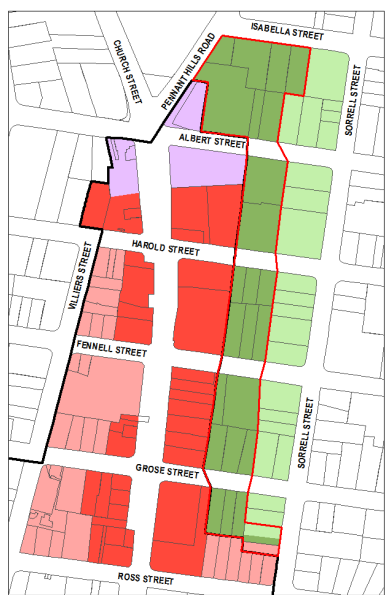 ISABELLA STREET
CHURCH STREET
PENNANT HILLS ROAD
SORRELL STREET
ALBERT STREET
HAROLD STREET
VILLIERS STREET
FENNELL STREET
SORRELL STREET
GROSE STREET
ROSS STREET